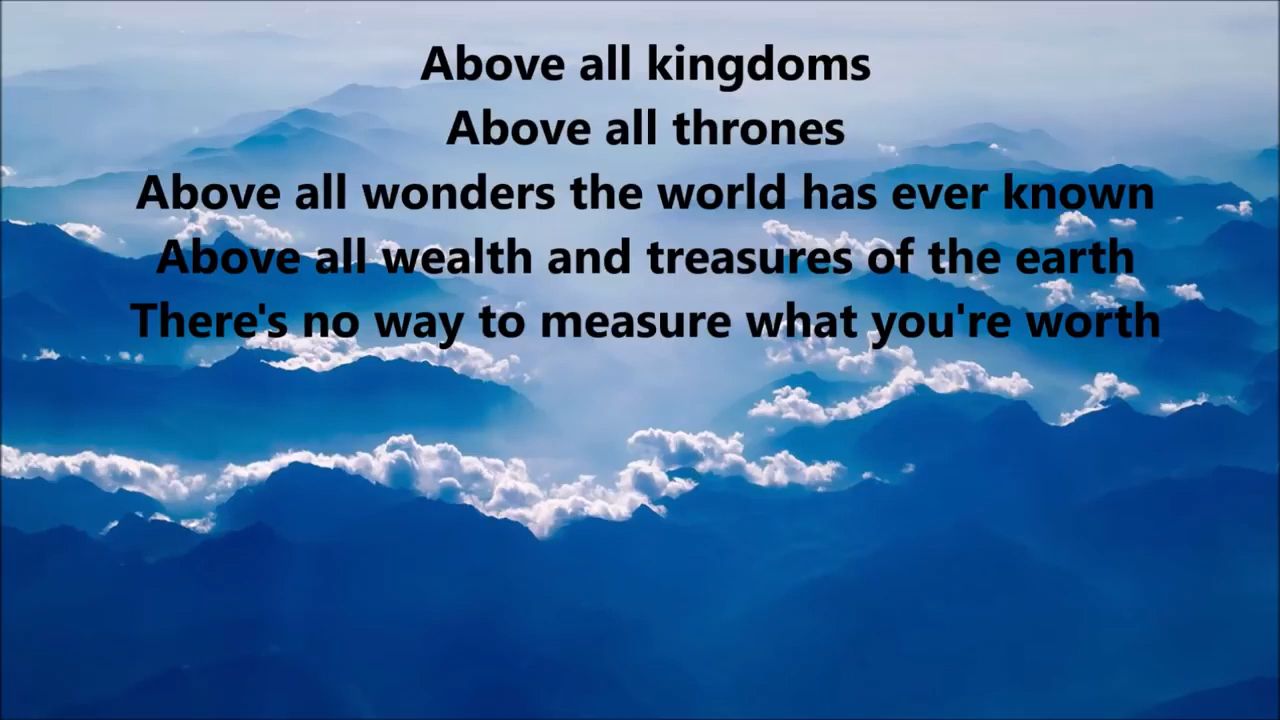 Above all kingdoms
Above all thrones
Above all wonders the world has ever known
Above all wealth and treasures of the earth
There's no way to measure what you're worth